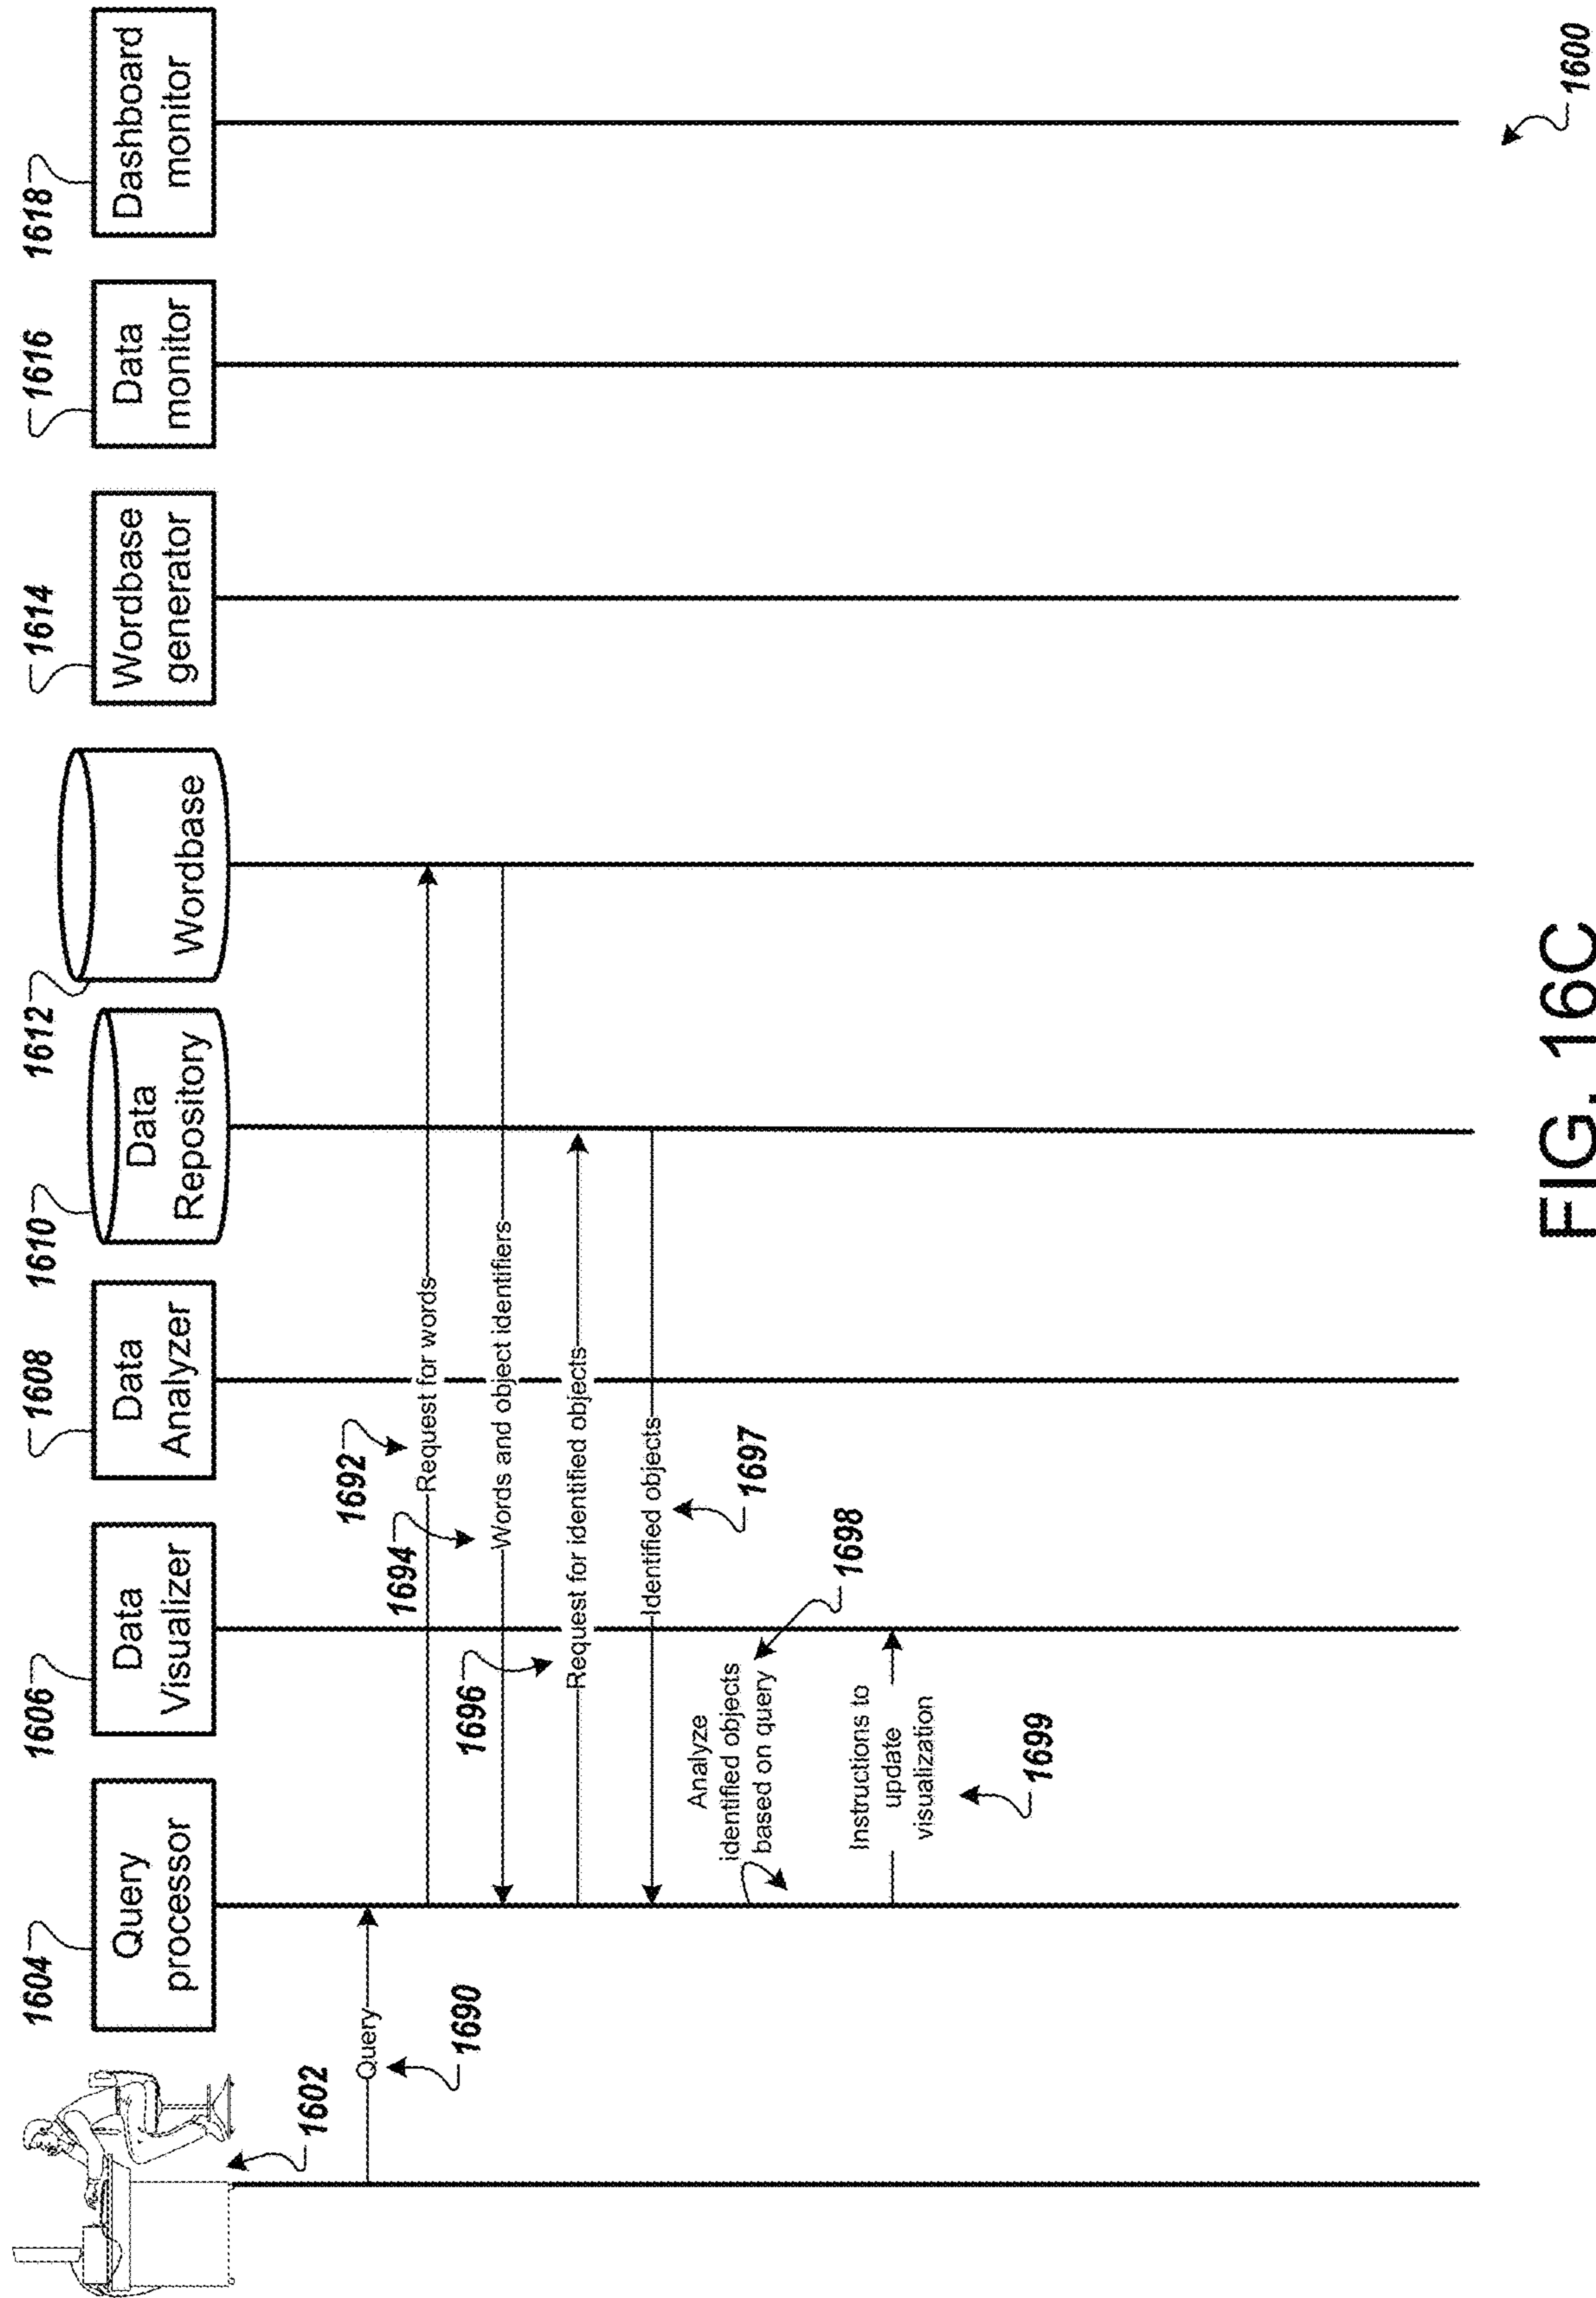 1604
Query
processor
1606
Data
Visualizer
1608
Data
Analyzer
1610
Data
Repository
1612
Wordbase
1614
Wordbase
generator
1616
Data
monitor
1618
Dashboard
monitor
1602
Query
1690
1692
Request for words
1694
Words and object identifiers
1696
Request for identified objects
Identified objects
1697
Analyze
identified objects
based on query
1698
Instructions to
update
visualization
1699
FIG. 16C
1600